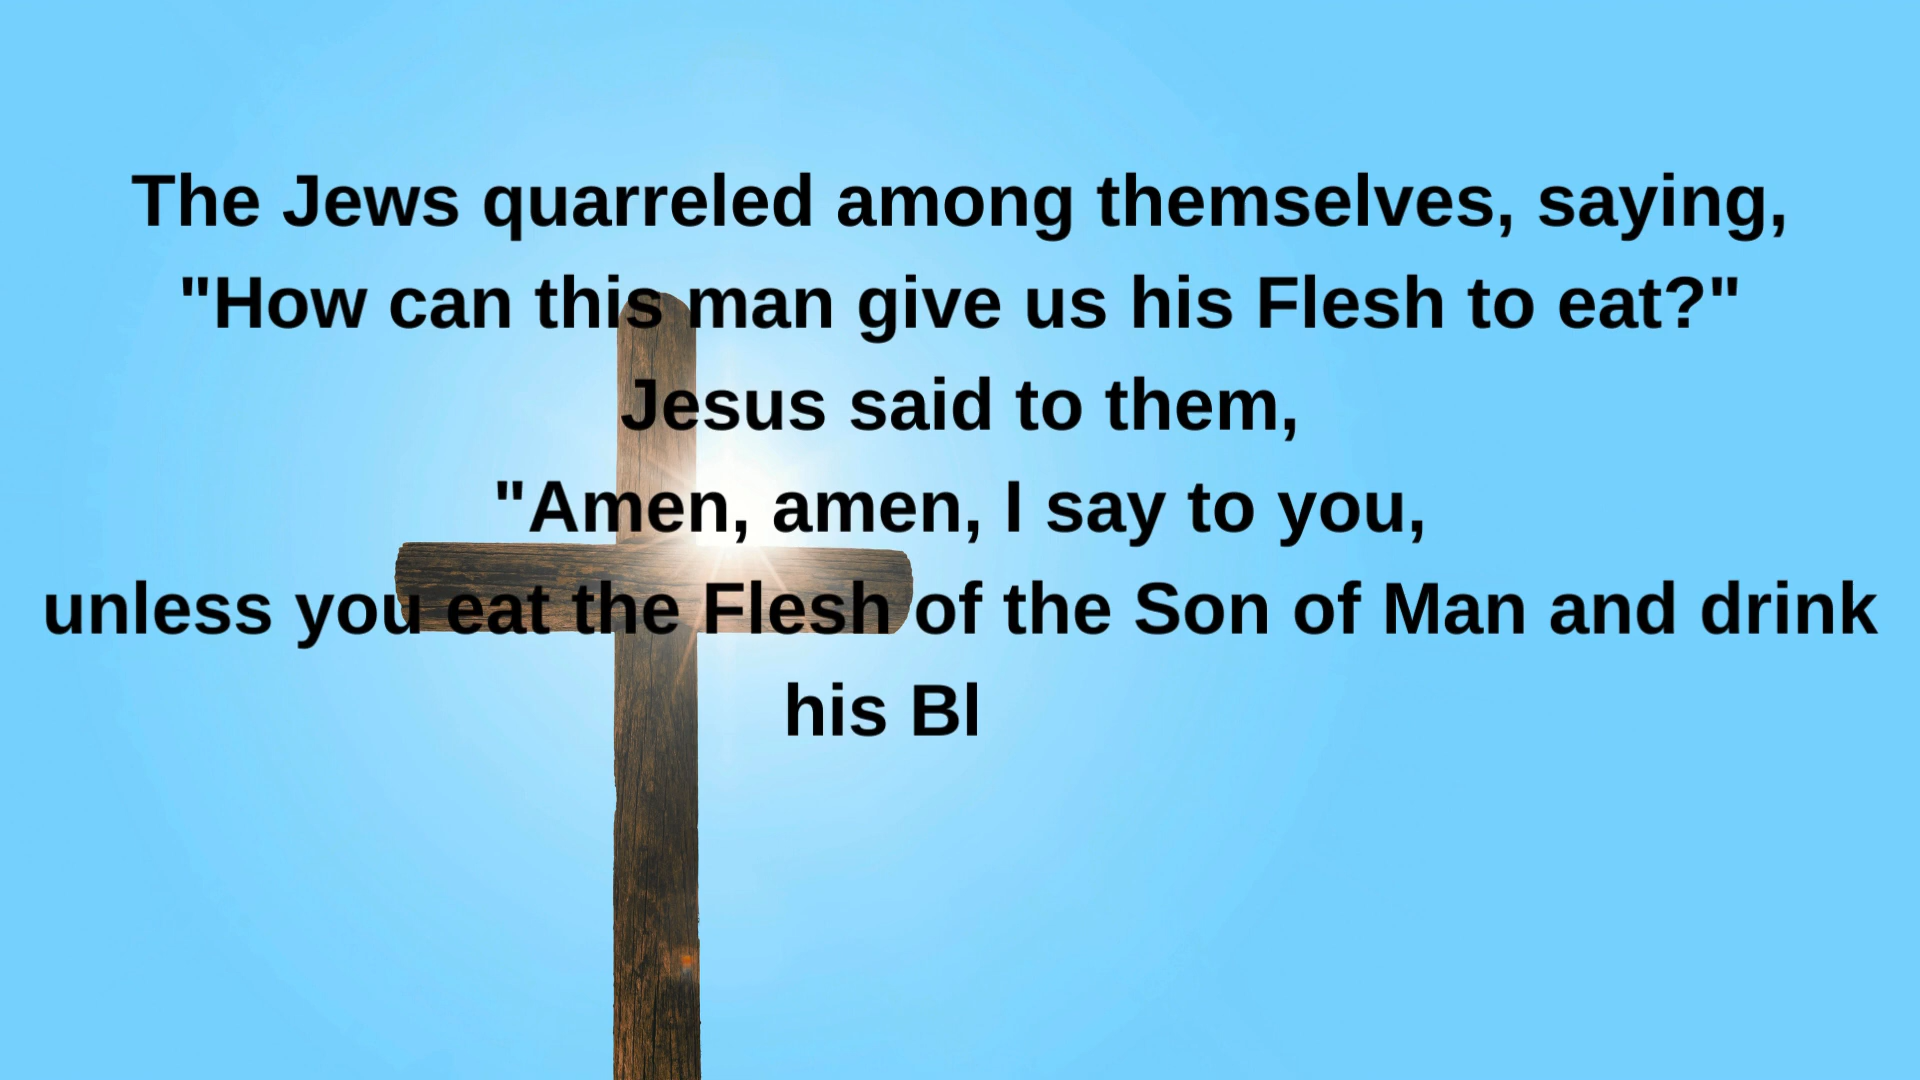 The Jews quarreled among themselves, saying,
"How can this man give us his Flesh to eat?"
Jesus said to them,
"Amen, amen, I say to you,
unless you eat the Flesh of the Son of Man and drink
his Bl